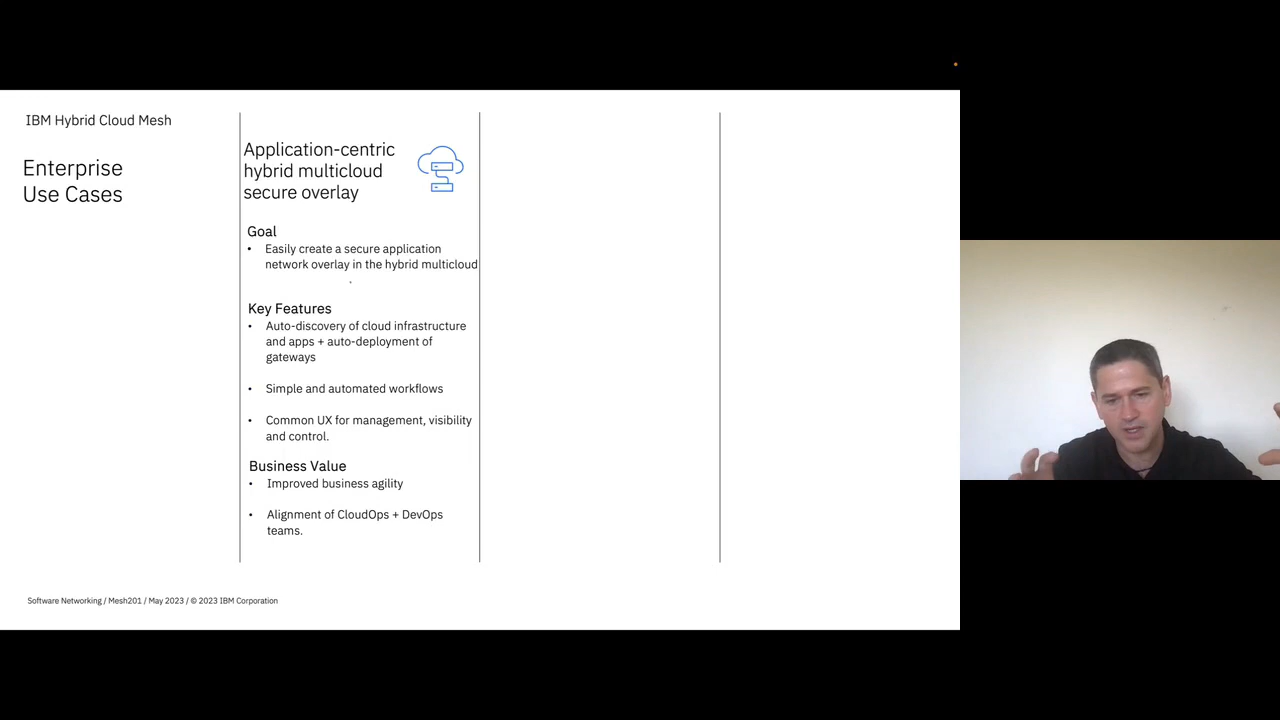 IBM Hybrid Cloud Mesh
Enterprise
Use Cases
Application-centric
hybrid multicloud
secure overlay
Goal
• Easily create a secure application
network overlay in the hybrid multicloud
Key Features
• Auto-discovery of cloud infrastructure
and apps + auto-deployment of
gateways
• Simple and automated workflows
• Common UX for management, visibility
and control.
Business Value
• Improved business agility
• Alignment of CloudOps + DevOps
teams.
Software Networking / Mesh201 / May 2023 / © 2023 IBM Corporation